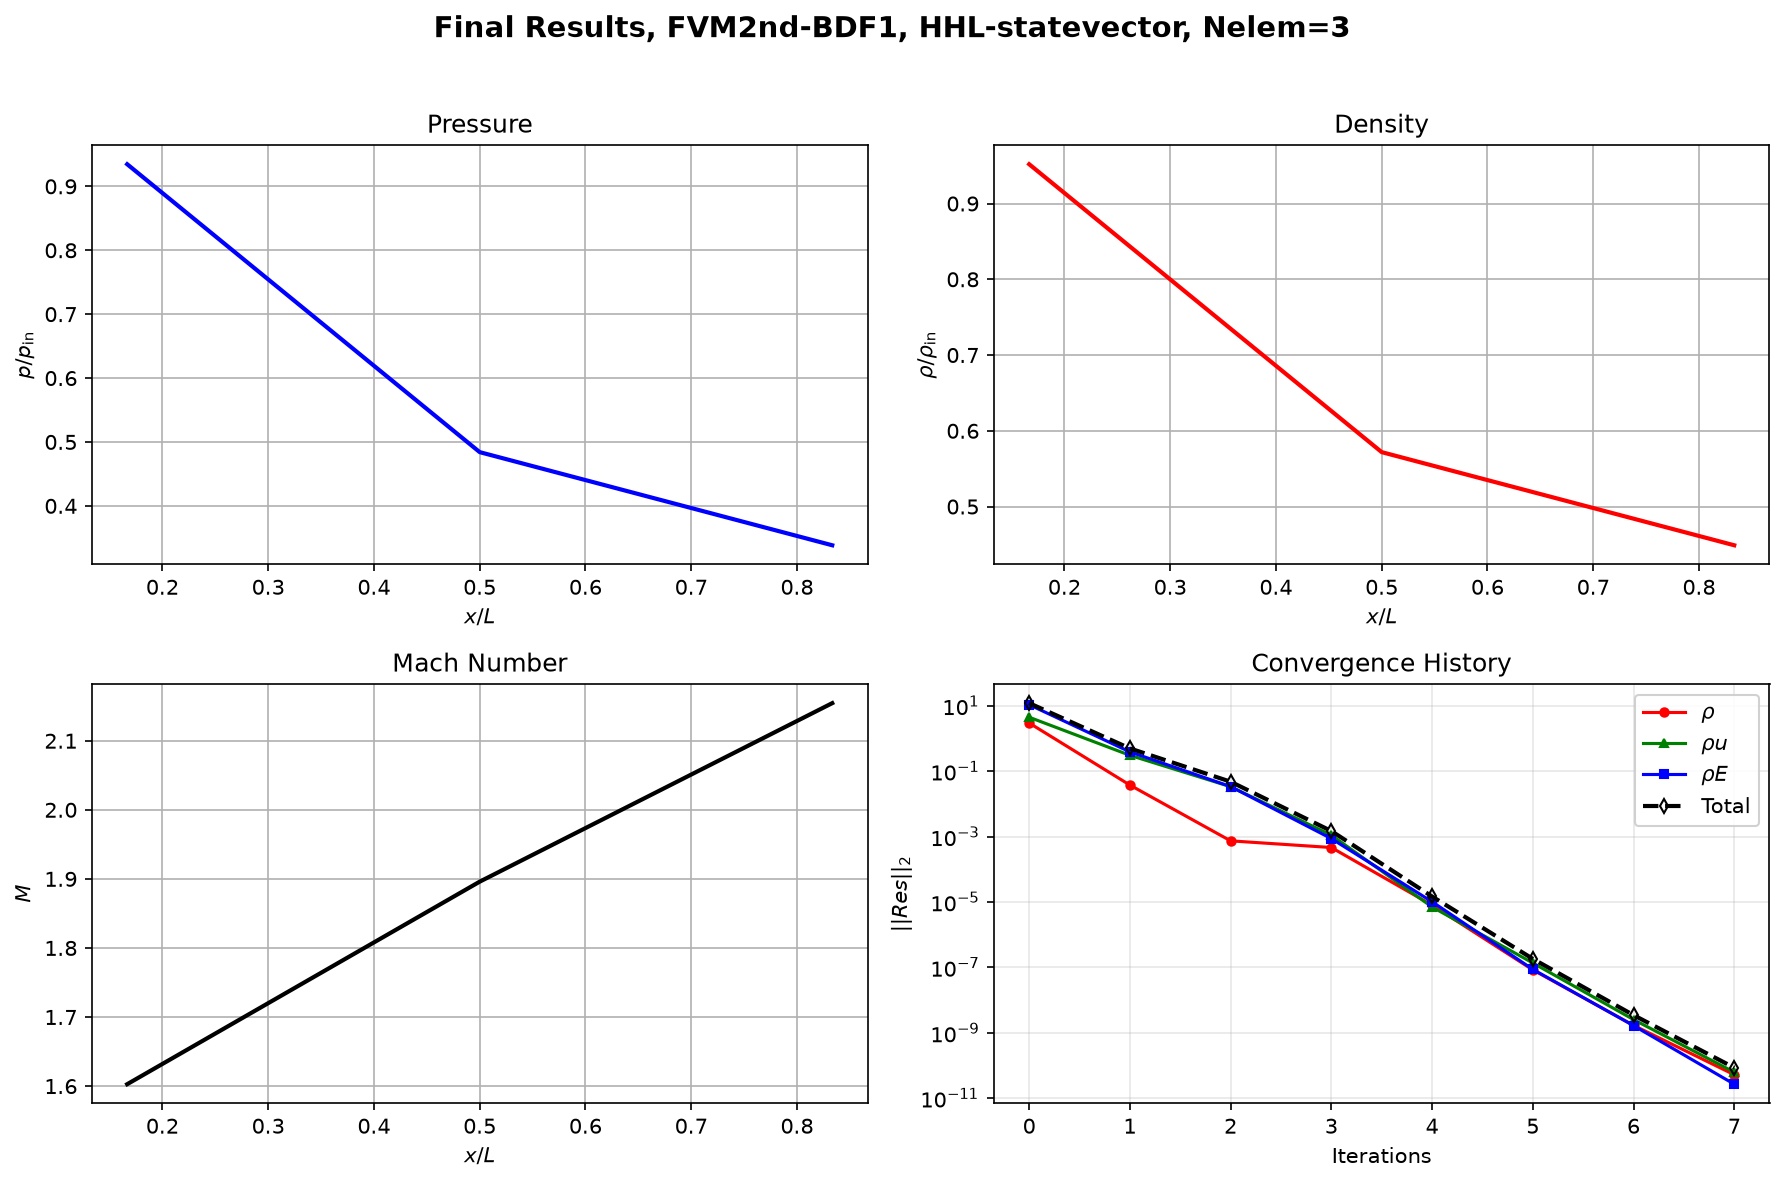 Final Results, FVM2nd-BDF1, HHL-statevector, Nelem=3
Pressure
p/p_in
0.9
0.8
0.7
0.6
0.5
0.4
0.2 0.3 0.4 0.5 0.6 0.7 0.8
x/L
Density
ρ/ρ_in
0.9
0.8
0.7
0.6
0.5
0.2 0.3 0.4 0.5 0.6 0.7 0.8
x/L
Mach Number
M
2.1
2.0
1.9
1.8
1.7
1.6
0.2 0.3 0.4 0.5 0.6 0.7 0.8
x/L
Convergence History
||Res||₂
10¹
10⁻¹
10⁻³
10⁻⁵
10⁻⁷
10⁻⁹
10⁻¹¹
ρ
ρu
ρE
Total
0 1 2 3 4 5 6 7
Iterations